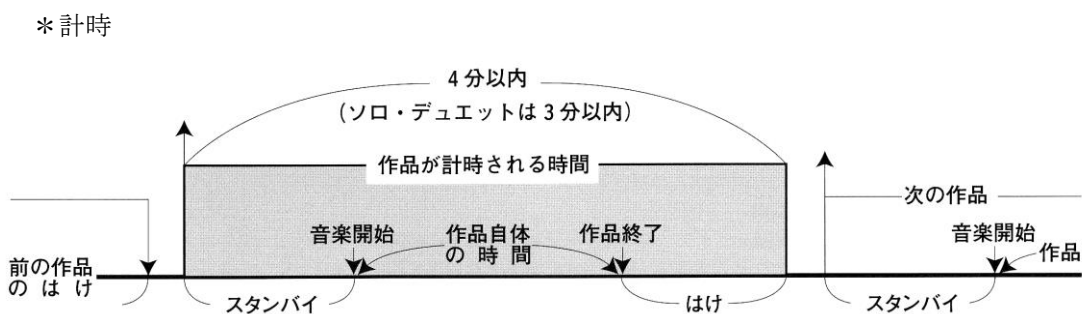 ＊計時
4分以内
(ソロ・デュエットは3分以内)
作品が計時される時間
次の作品
音楽開始
作品自体
の時間
作品終了
音楽開始
作品
前の作品
のはけ
スタンバイ
はけ
スタンバイ